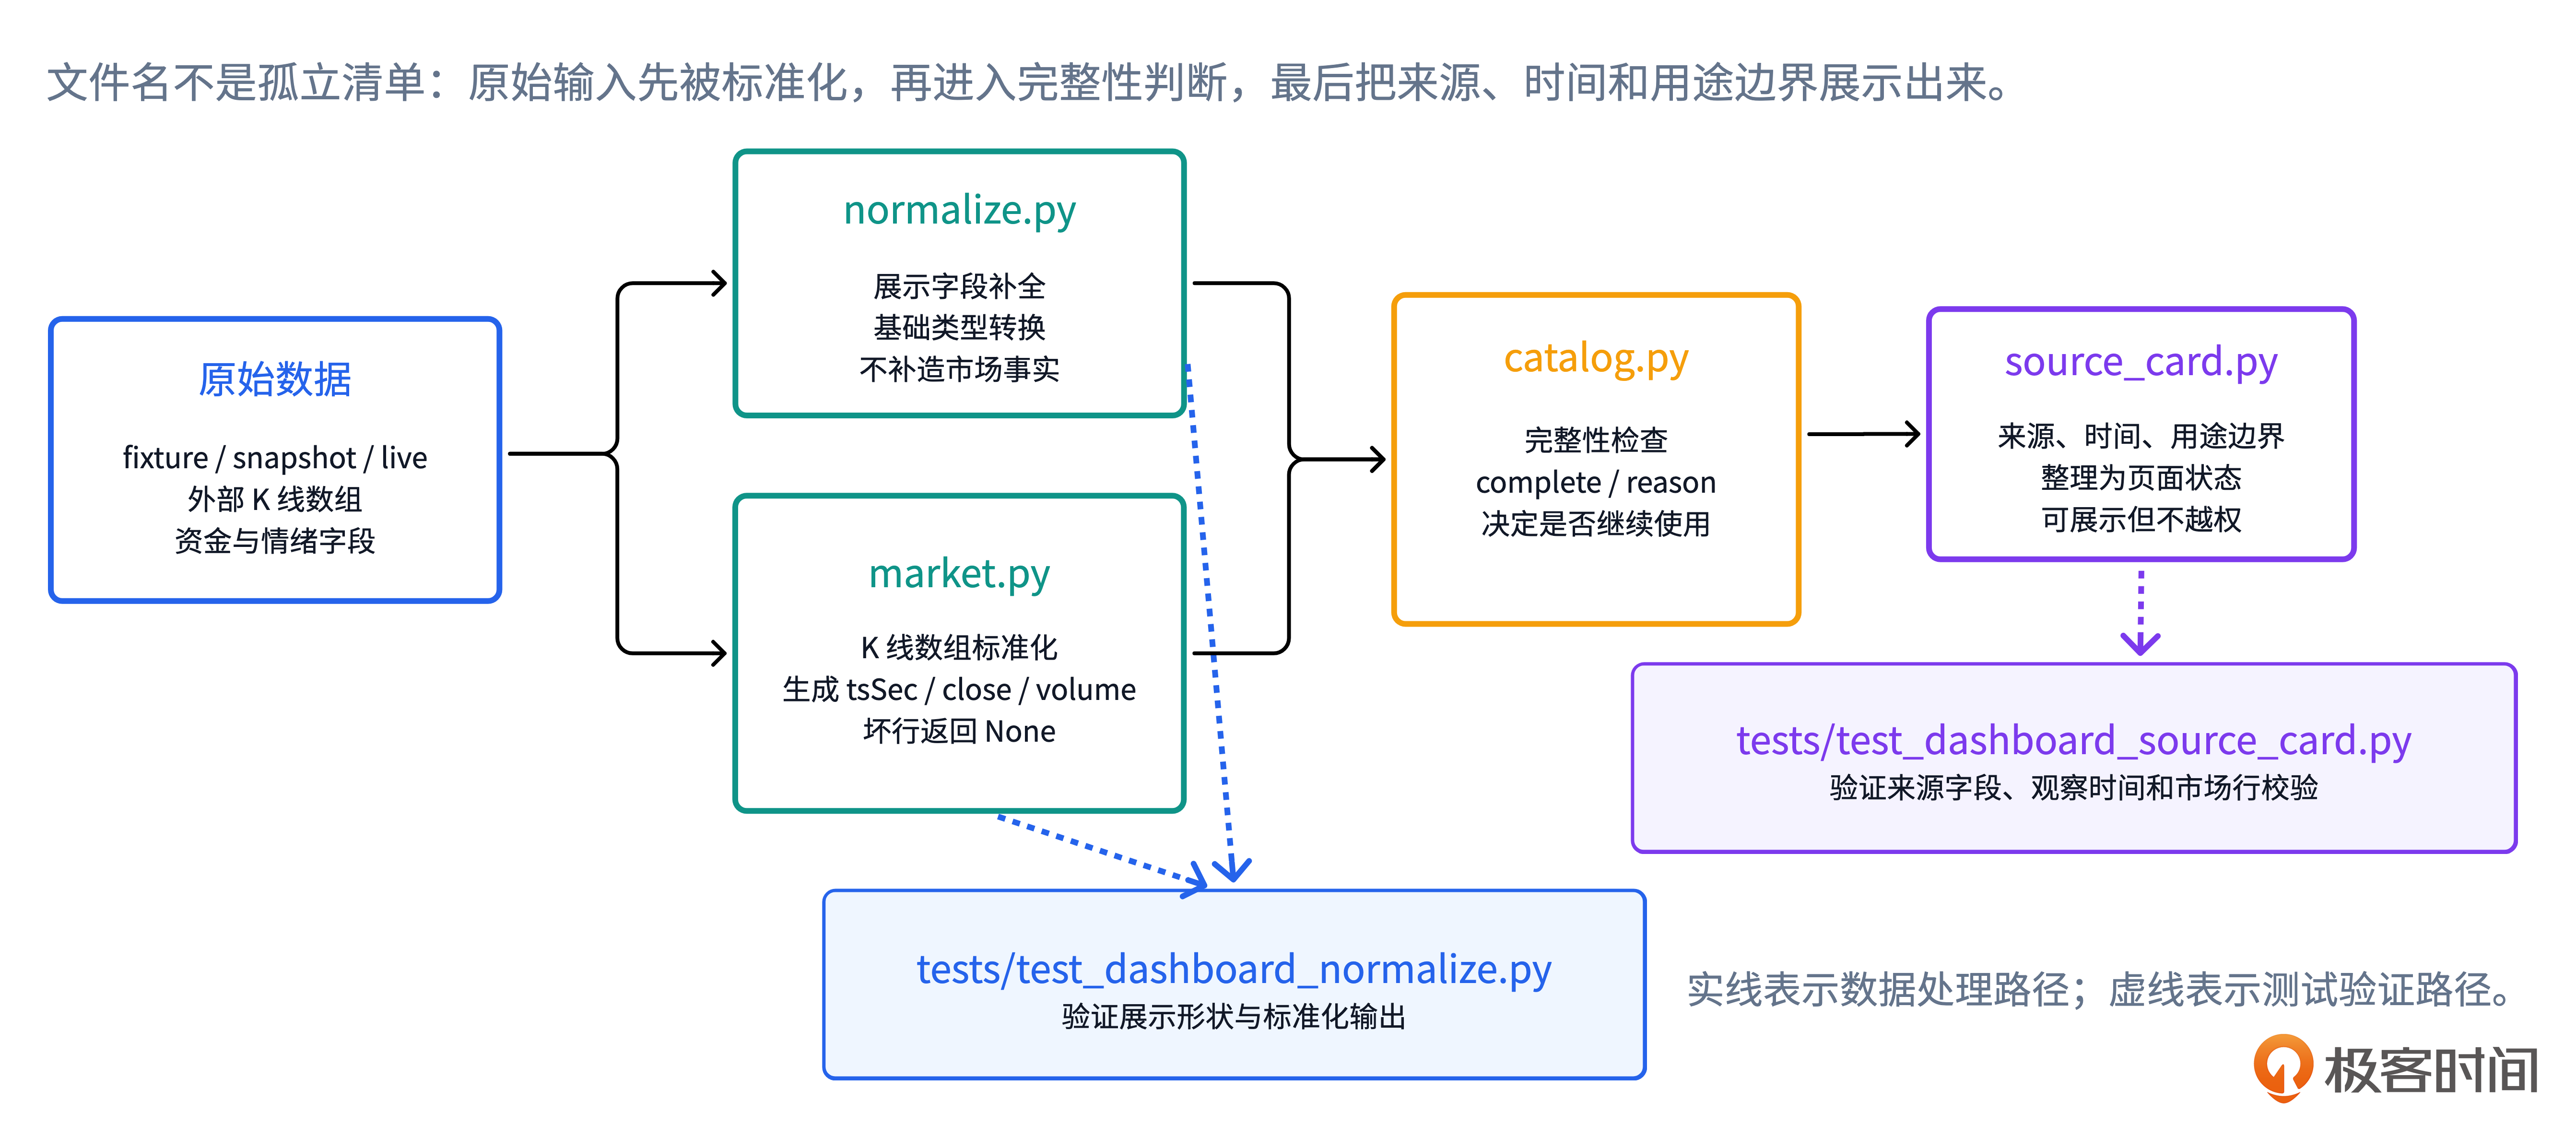 文件名不是孤立清单：原始输入先被标准化，再进入完整性判断，最后把来源、时间和用途边界展示出来。
原始数据
fixture / snapshot / live
外部 K 线数组
资金与情绪字段
normalize.py
展示字段补全
基础类型转换
不补造市场事实
market.py
K 线数组标准化
生成 tsSec / close / volume
坏行返回 None
catalog.py
完整性检查
complete / reason
决定是否继续使用
source_card.py
来源、时间、用途边界
整理为页面状态
可展示但不越权
tests/test_dashboard_source_card.py
验证来源字段、观察时间和市场行校验
tests/test_dashboard_normalize.py
验证展示形状与标准化输出
实线表示数据处理路径；虚线表示测试验证路径。
极客时间